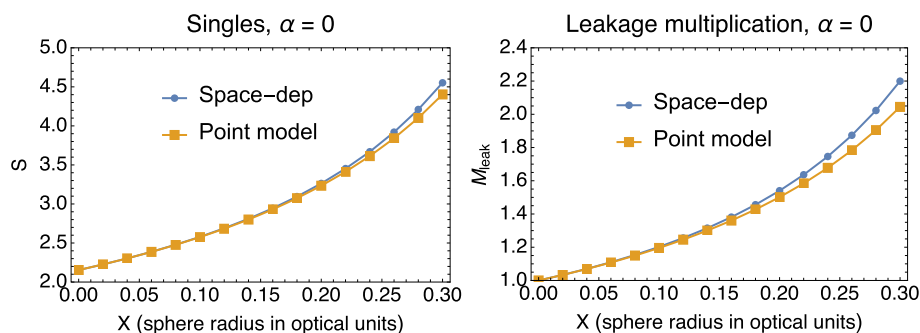 Singles, α = 0
5.0
4.5
4.0
3.5
3.0
2.5
2.0
S
Space-dep
Point model
0.00 0.05 0.10 0.15 0.20 0.25 0.30
X (sphere radius in optical units)
Leakage multiplication, α = 0
2.4
2.2
2.0
1.8
1.6
1.4
1.2
1.0
Mleak
Space-dep
Point model
0.00 0.05 0.10 0.15 0.20 0.25 0.30
X (sphere radius in optical units)